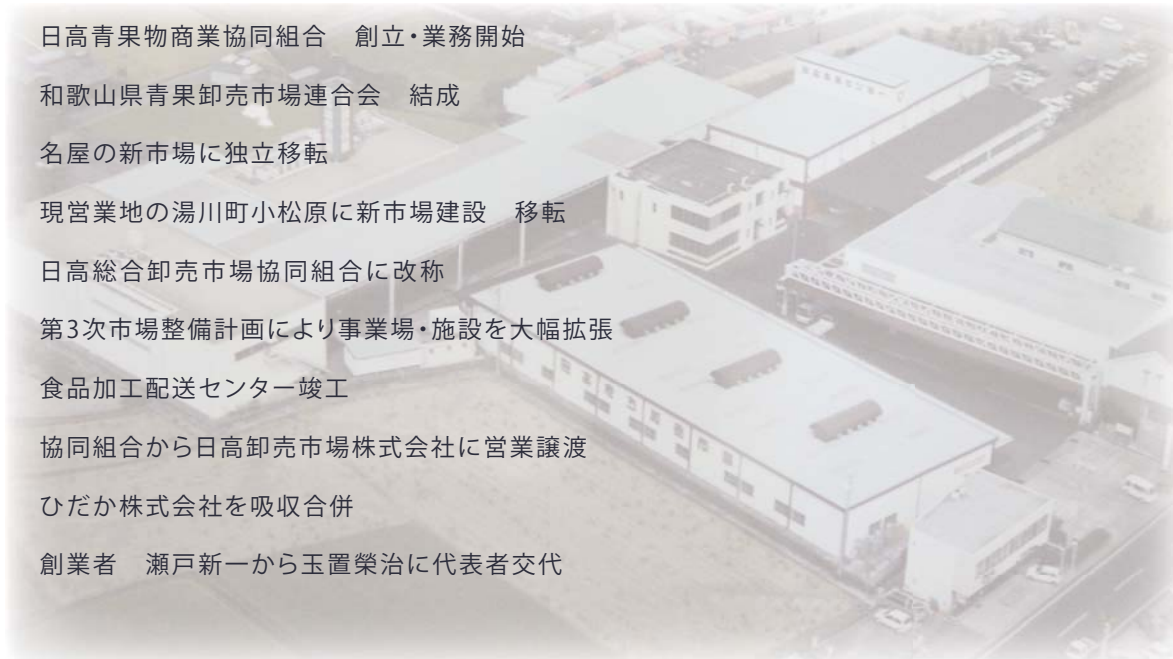 日高青果物商業協同組合　創立・業務開始
和歌山県青果卸売市場連合会　結成
名屋の新市場に独立移転
現営業地の湯川町小松原に新市場建設　移転
日高総合卸売市場協同組合に改称
第3次市場整備計画により事業場・施設を大幅拡張
食品加工配送センター竣工
協同組合から日高卸売市場株式会社に営業譲渡
ひだか株式会社を吸収合併
創業者　瀬戸新一から玉置榮治に代表者交代